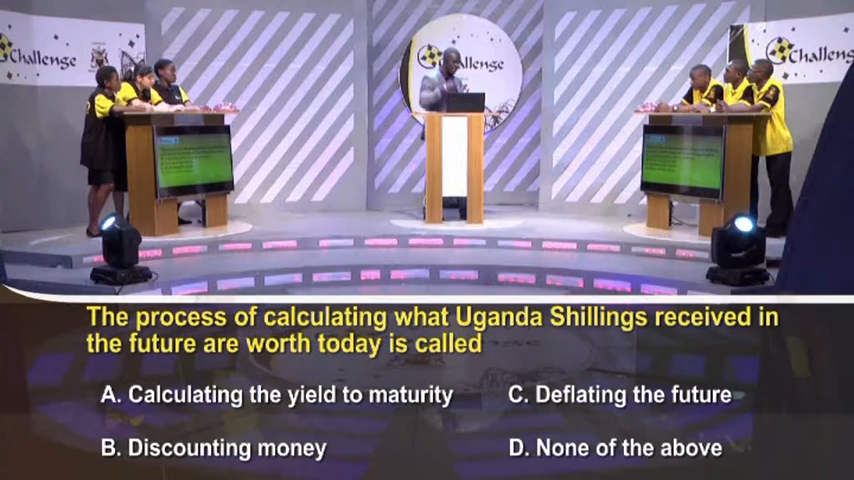 Challenge
Challenge
Challenge
The process of calculating what Uganda Shillings received in
the future are worth today is called
A. Calculating the yield to maturity
C. Deflating the future
B. Discounting money
D. None of the above